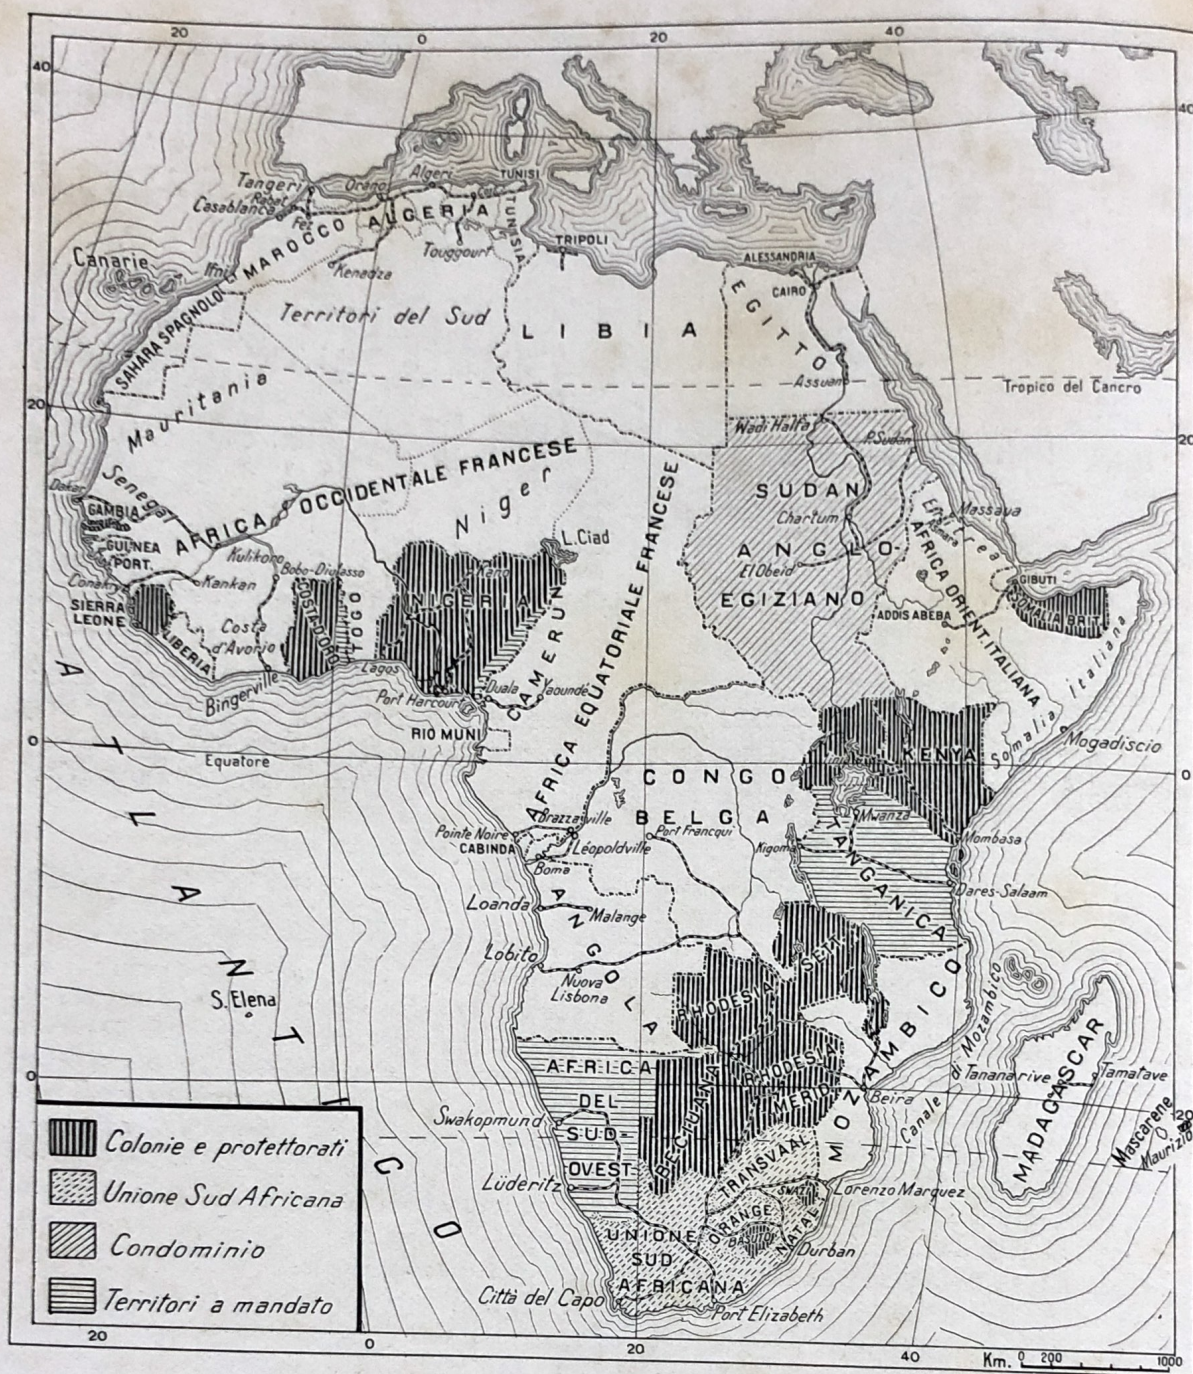 20
0
20
40
40
40
Tangeri
Orano
Algeri
TUNISI
Rabat
Casablanca
Fez
ALGERIA
TUNISIA
MAROCCO
Touggourt
TRIPOLI
ALESSANDRIA
CAIRO
Canarie
Ifni
Kenadza
Territori del Sud
LIBIA
EGITTO
SAHARA SPAGNOLO
Assuan
Tropico del Cancro
20
20
Mauritania
Wadi Halfa
P.Sudan
AFRICA OCCIDENTALE FRANCESE
Niger
Dakar
Senegal
GAMBIA
GUINEA
PORT.
SUDAN
ANGLO-
EGIZIANO
Chartum
El Obeid
Eritrea
Asmara
Massaua
AFRICA ORIENT. ITALIANA
L.Ciad
Kulikoro
Bobo-Diulasso
Kankan
Conakry
SIERRA
LEONE
LIBERIA
Costa
d'Avorio
COSTA D'ORO
TOGO
NIGERIA
Kano
CAMERUN
AFRICA EQUATORIALE FRANCESE
GIBUTI
SOMALIA BRIT.
ADDIS ABEBA
Somalia Italiana
Mogadiscio
Bingerville
Lagos
Port Harcourt
Duala
Yaoundé
RIO MUNI
0
Equatore
0
CONGO
BELGA
KENYA
Brazzaville
Pointe Noire
CABINDA
Léopoldville
Port Francqui
Boma
Kigoma
Mwanza
Mombasa
TANGANICA
Dares-Salaam
Loanda
Malange
ANGOLA
Lobito
Nuova
Lisbona
RHODESIA SETT.
RHODESIA
MERID.
MOZAMBICO
Canale di Mozambico
S.Elena
ATLANTICO
AFRICA
DEL
SUD-
OVEST
BECIUANA
Beira
Tananarive
Tamatave
MADAGASCAR
Mascarene
Maurizio
20
Swakopmund
Lüderitz
TRANSVAAL
SWAZI
ORANGE
BASUTO
NATAL
Lorenzo Marquez
Durban
UNIONE
SUD
AFRICANA
Città del Capo
Port Elizabeth
0
Colonie e protettorati
Unione Sud Africana
Condominio
Territori a mandato
20
0
20
40
Km. 0 200 1000